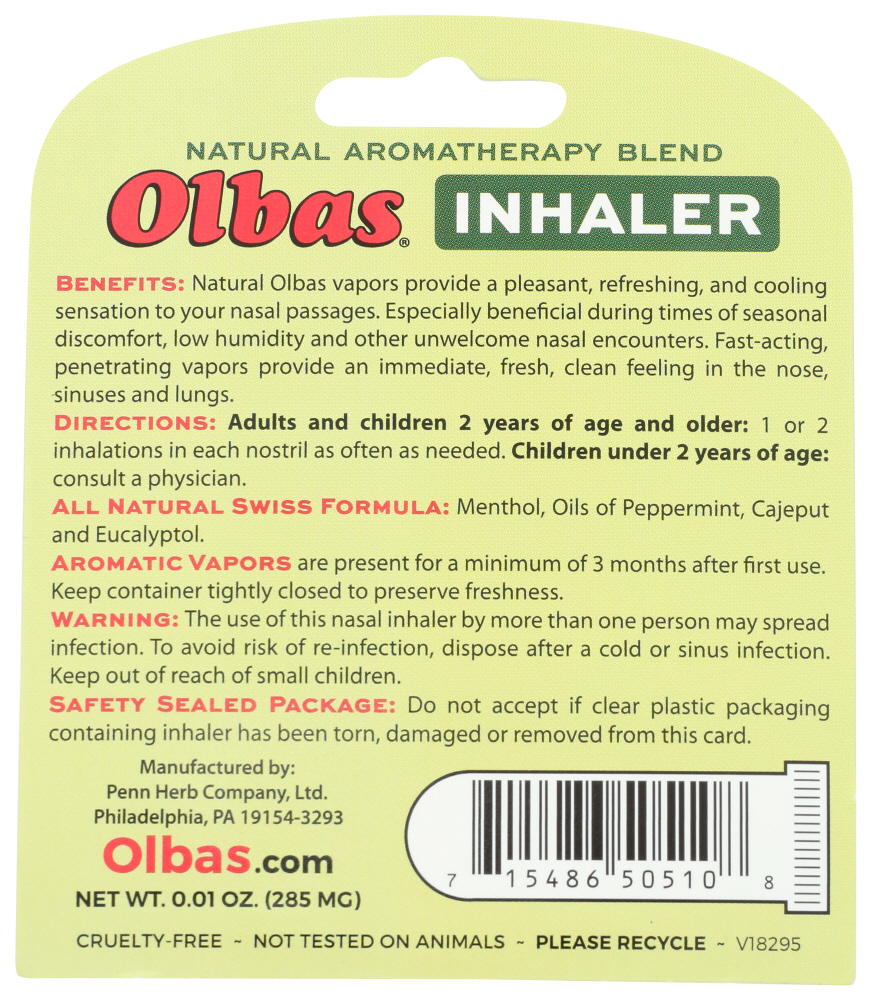 NATURAL AROMATHERAPY BLEND
Olbas® INHALER
BENEFITS: Natural Olbas vapors provide a pleasant, refreshing, and cooling
sensation to your nasal passages. Especially beneficial during times of seasonal
discomfort, low humidity and other unwelcome nasal encounters. Fast-acting,
penetrating vapors provide an immediate, fresh, clean feeling in the nose,
sinuses and lungs.
DIRECTIONS: Adults and children 2 years of age and older: 1 or 2
inhalations in each nostril as often as needed. Children under 2 years of age:
consult a physician.
ALL NATURAL SWISS FORMULA: Menthol, Oils of Peppermint, Cajeput
and Eucalyptol.
AROMATIC VAPORS are present for a minimum of 3 months after first use.
Keep container tightly closed to preserve freshness.
WARNING: The use of this nasal inhaler by more than one person may spread
infection. To avoid risk of re-infection, dispose after a cold or sinus infection.
Keep out of reach of small children.
SAFETY SEALED PACKAGE: Do not accept if clear plastic packaging
containing inhaler has been torn, damaged or removed from this card.
Manufactured by:
Penn Herb Company, Ltd.
Philadelphia, PA 19154-3293
Olbas.com
NET WT. 0.01 OZ. (285 MG)
7 15486 50510 8
CRUELTY-FREE ~ NOT TESTED ON ANIMALS ~ PLEASE RECYCLE ~ V18295